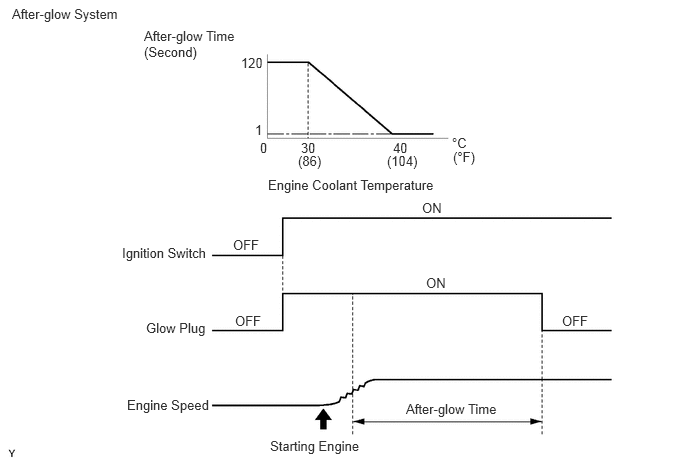 After-glow System
After-glow Time
(Second)
120
1
0
30
(86)
40
(104)
°C
(°F)
Engine Coolant Temperature
ON
OFF
Ignition Switch
ON
OFF
OFF
Glow Plug
Engine Speed
After-glow Time
Starting Engine
Y